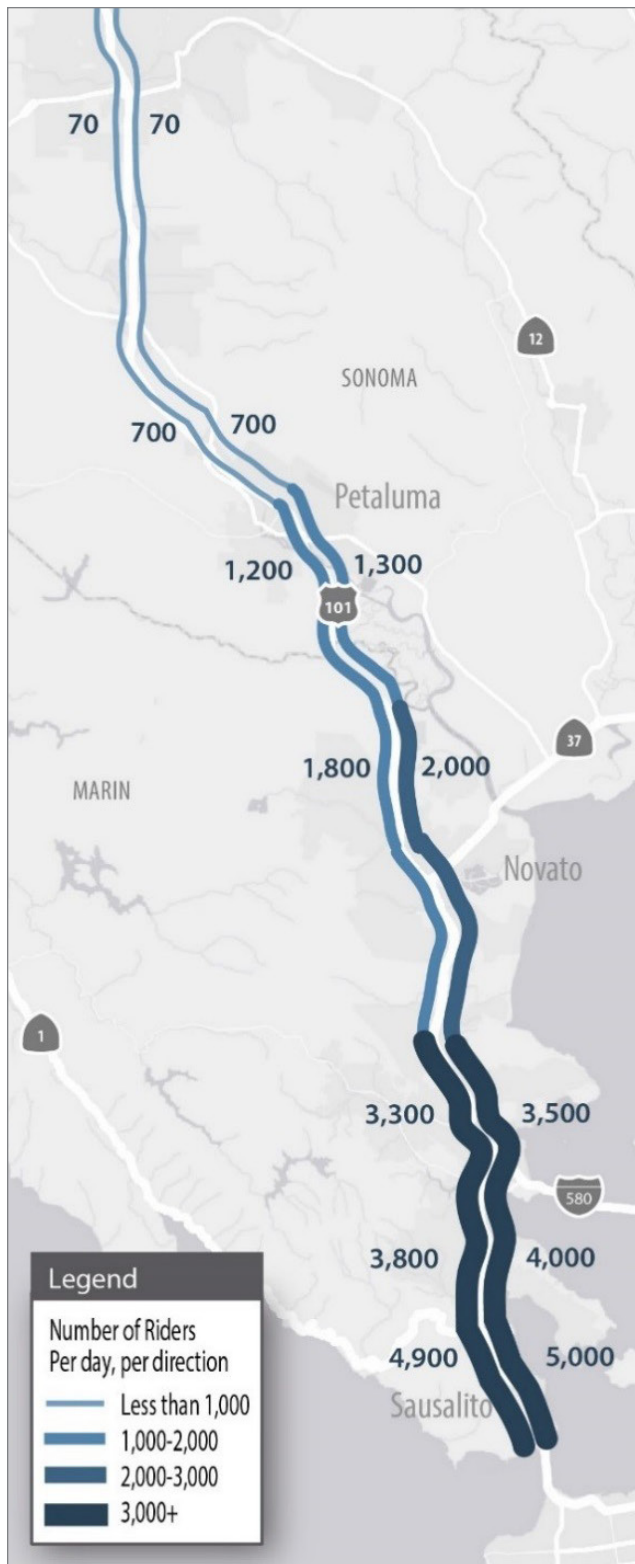 70 70
12
SONOMA
700 700
Petaluma
1,200 1,300
101
37
1,800 2,000
MARIN
Novato
1
3,300 3,500
580
3,800 4,000
4,900 5,000
Sausalito
Legend
Number of Riders
Per day, per direction
Less than 1,000
1,000-2,000
2,000-3,000
3,000+